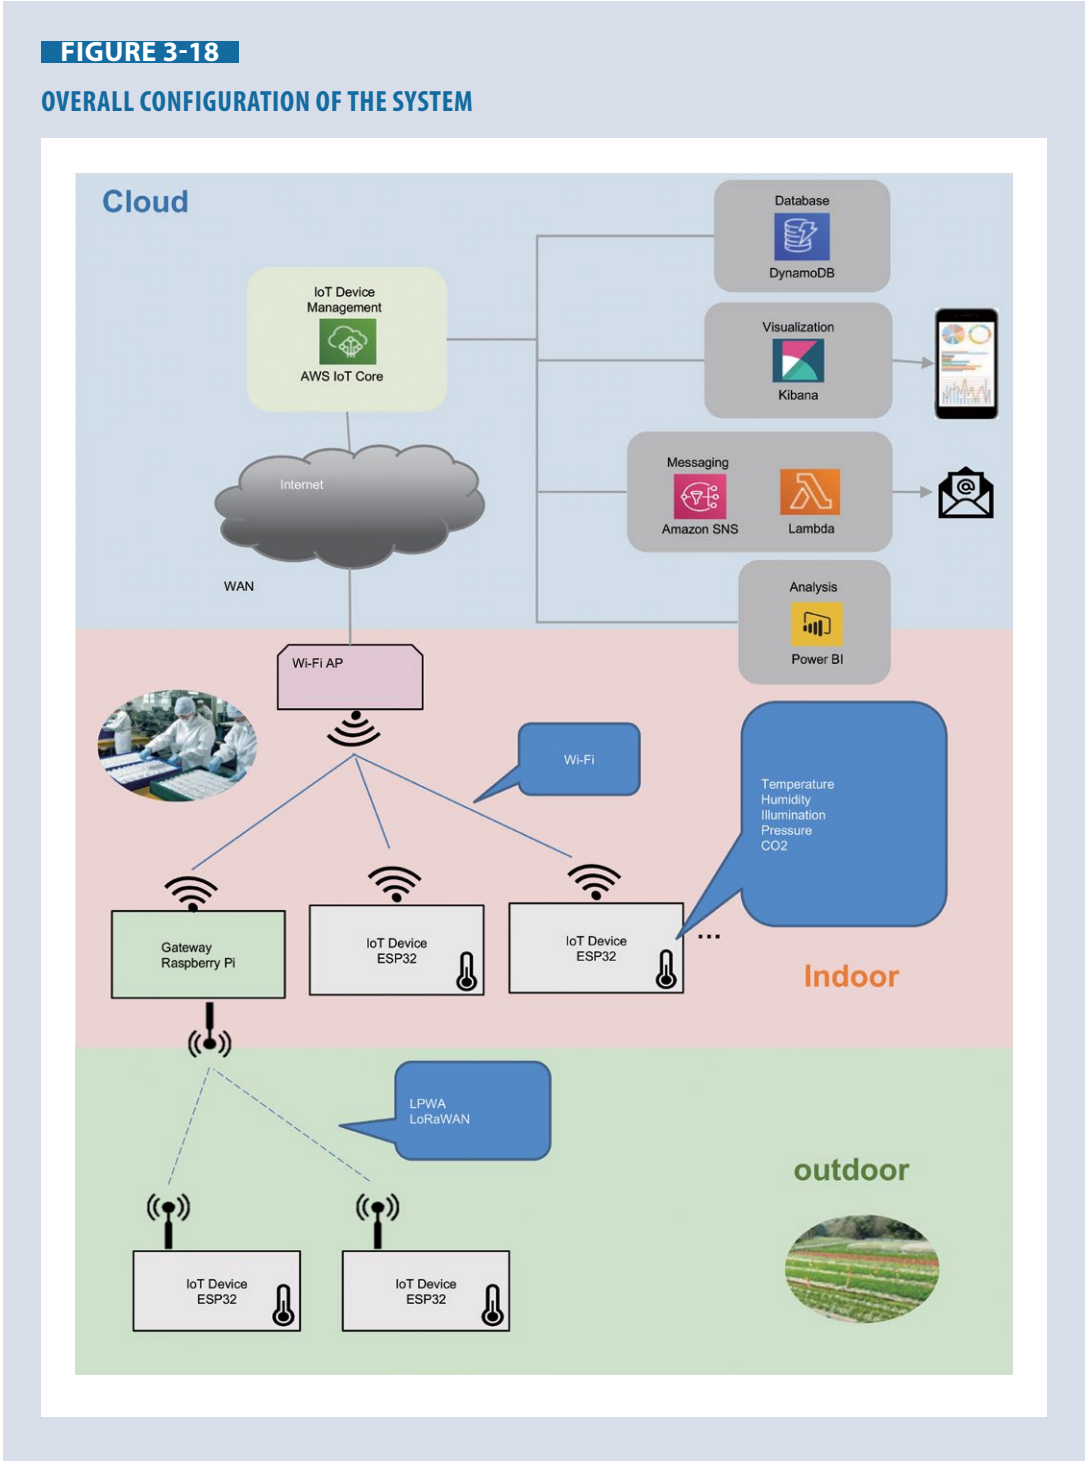 FIGURE 3-18
OVERALL CONFIGURATION OF THE SYSTEM
Cloud
Database
DynamoDB
IoT Device
Management
AWS IoT Core
Visualization
Kibana
Messaging
Amazon SNS
Lambda
@
Internet
WAN
Analysis
Power BI
Wi-Fi AP
Wi-Fi
Temperature
Humidity
Illumination
Pressure
CO2
Gateway
Raspberry Pi
IoT Device
ESP32
IoT Device
ESP32
...
Indoor
LPWA
LoRaWAN
outdoor
IoT Device
ESP32
IoT Device
ESP32